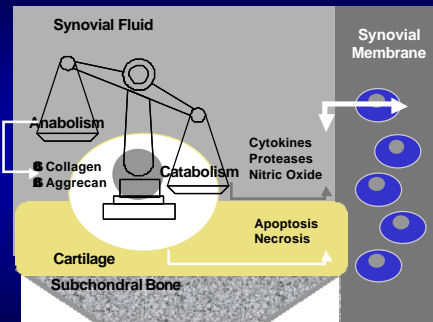 Synovial Fluid
Synovial
Membrane
Anabolism
Collagen
Aggrecan
Catabolism
Cytokines
Proteases
Nitric Oxide
Apoptosis
Necrosis
Cartilage
Subchondral Bone